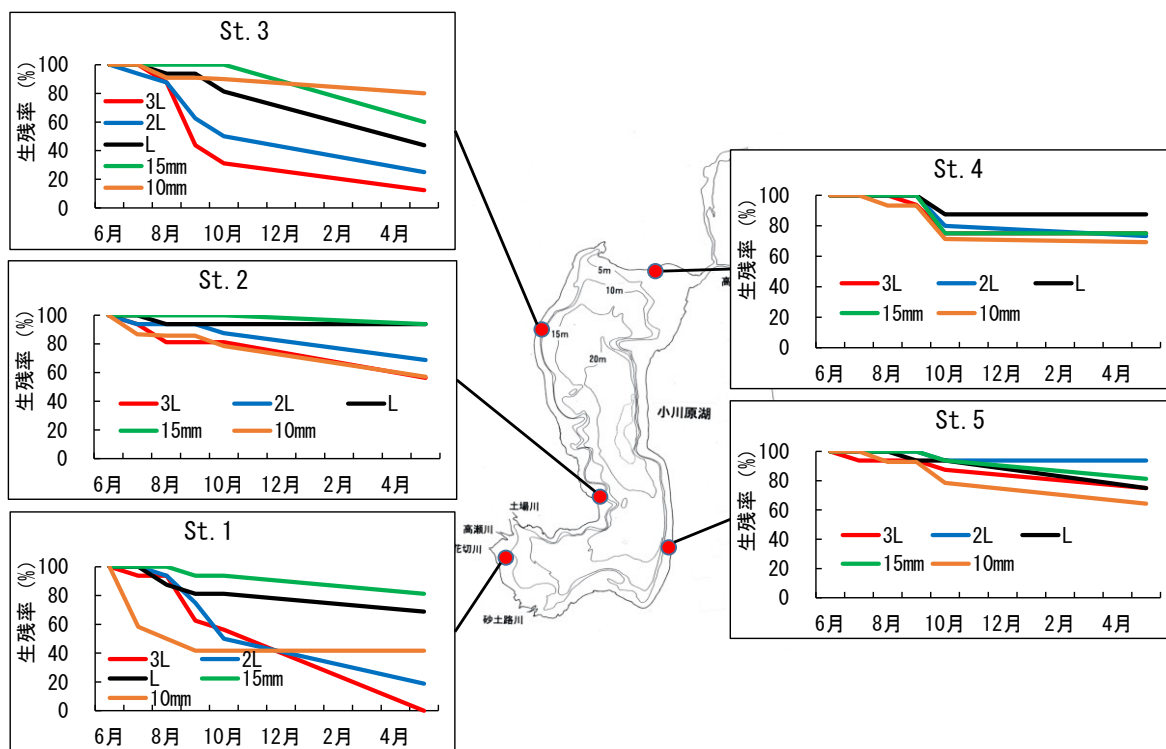 St.3
生残率 (%)
100
80
60
40
20
0
3L
2L
L
15mm
10mm
6月 8月 10月 12月 2月 4月
St.2
生残率 (%)
100
80
60
40
20
0
3L 2L L
15mm 10mm
6月 8月 10月 12月 2月 4月
St.1
生残率 (%)
100
80
60
40
20
0
3L 2L
L 15mm
10mm
6月 8月 10月 12月 2月 4月
5m
10m
15m
20m
小川原湖
土場川
高瀬川
花切川
砂土路川
高
St.4
生残率 (%)
100
80
60
40
20
0
3L 2L L
15mm 10mm
6月 8月 10月 12月 2月 4月
St.5
生残率 (%)
100
80
60
40
20
0
3L 2L L
15mm 10mm
6月 8月 10月 12月 2月 4月